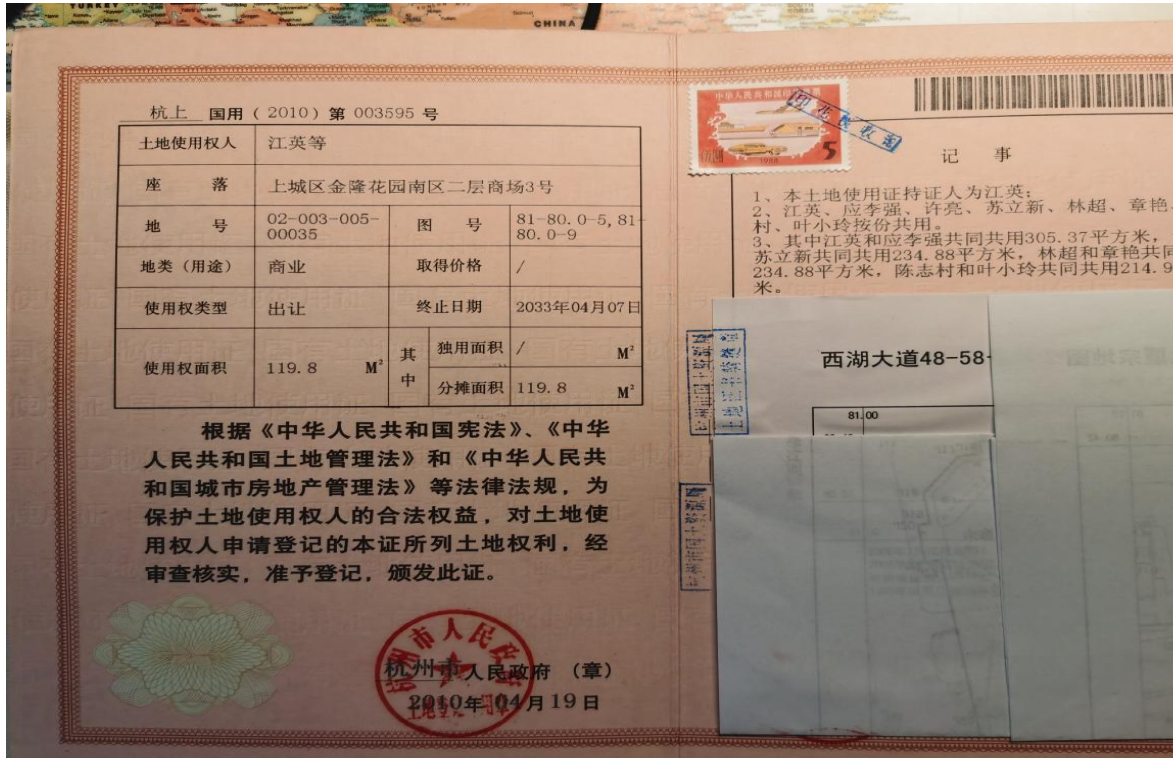 TURKEY
CHINA
杭上 国用（2010）第 003595 号
土地使用权人 江英等
座 落 上城区金隆花园南区二层商场3号
地 号 02-003-005-00035 图 号 81-80.0-5,81-80.0-9
地类（用途） 商业 取得价格 /
使用权类型 出让 终止日期 2033年04月07日
使用权面积 119.8 M² 其中 独用面积 / M²
分摊面积 119.8 M²
根据《中华人民共和国宪法》、《中华
人民共和国土地管理法》和《中华人民共
和国城市房地产管理法》等法律法规，为
保护土地使用权人的合法权益，对土地使
用权人申请登记的本证所列土地权利，经
审查核实，准予登记，颁发此证。
杭州市人民政府 （章）
2010年04月19日
中华人民共和国印花税票
5
1988
记 事
1、本土地使用证持证人为江英；
2、江英、应李强、许亮、苏立新、林超、章艳、
村、叶小玲按份共用。
3、其中江英和应李强共同共用305.37平方米，
苏立新共同共用234.88平方米，林超和章艳共同
234.88平方米，陈志村和叶小玲共同共用214.9
米。
西湖大道48-58
81.00